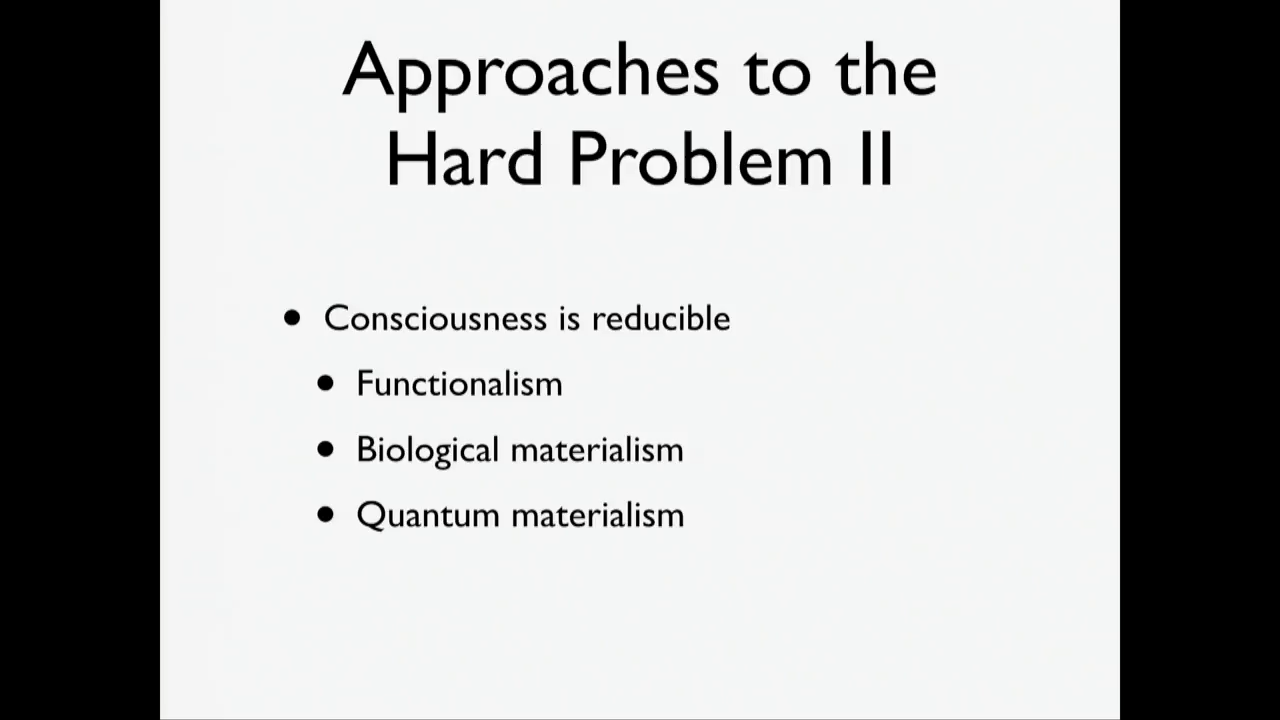 Approaches to the
Hard Problem II
• Consciousness is reducible
• Functionalism
• Biological materialism
• Quantum materialism